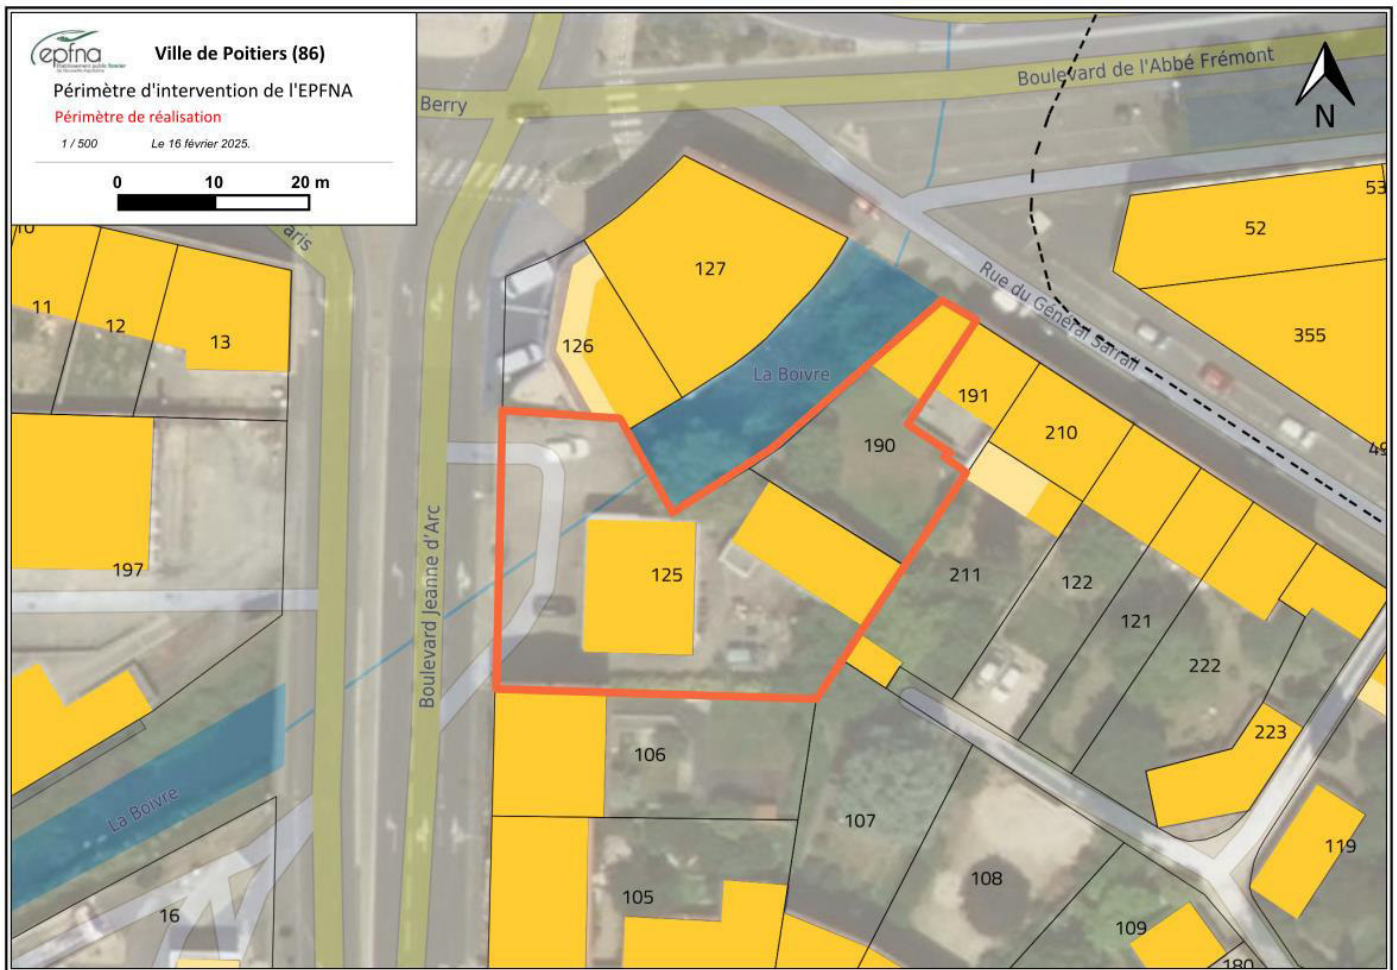 epfna
Ville de Poitiers (86)
Périmètre d'intervention de l'EPFNA
Périmètre de réalisation
1 / 500 Le 16 février 2025.
0 10 20 m
Berry
Boulevard de l'Abbé Frémont
N
aris
10
11
12
13
127
126
La Boivre
Rue du Général Sarrail
52
53
355
49
191
210
190
197
125
Boulevard Jeanne d'Arc
211
122
121
222
223
106
La Boivre
107
119
105
108
16
109
180